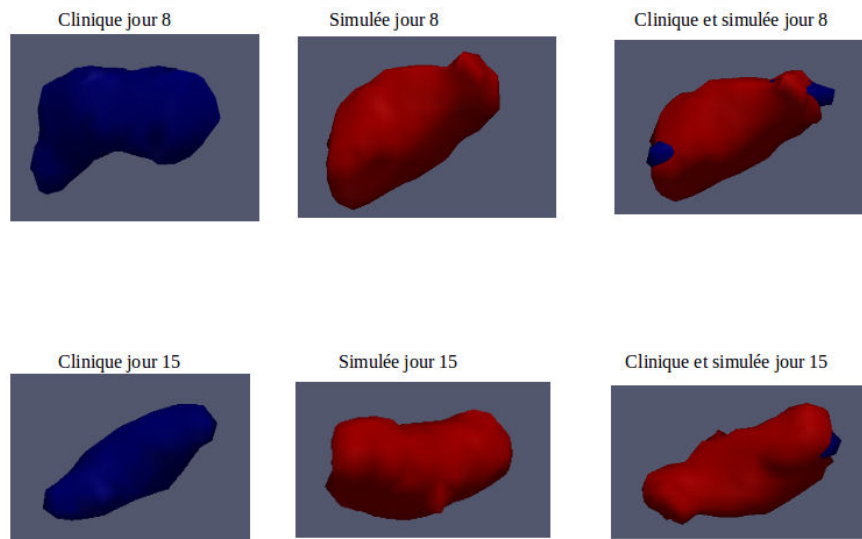 Clinique jour 8
Simulée jour 8
Clinique et simulée jour 8
Clinique jour 15
Simulée jour 15
Clinique et simulée jour 15